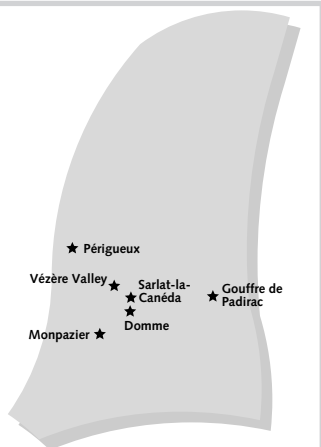 Périgueux
Vézère Valley
Sarlat-la-
Canéda
Gouffre de
Padirac
Domme
Monpazier